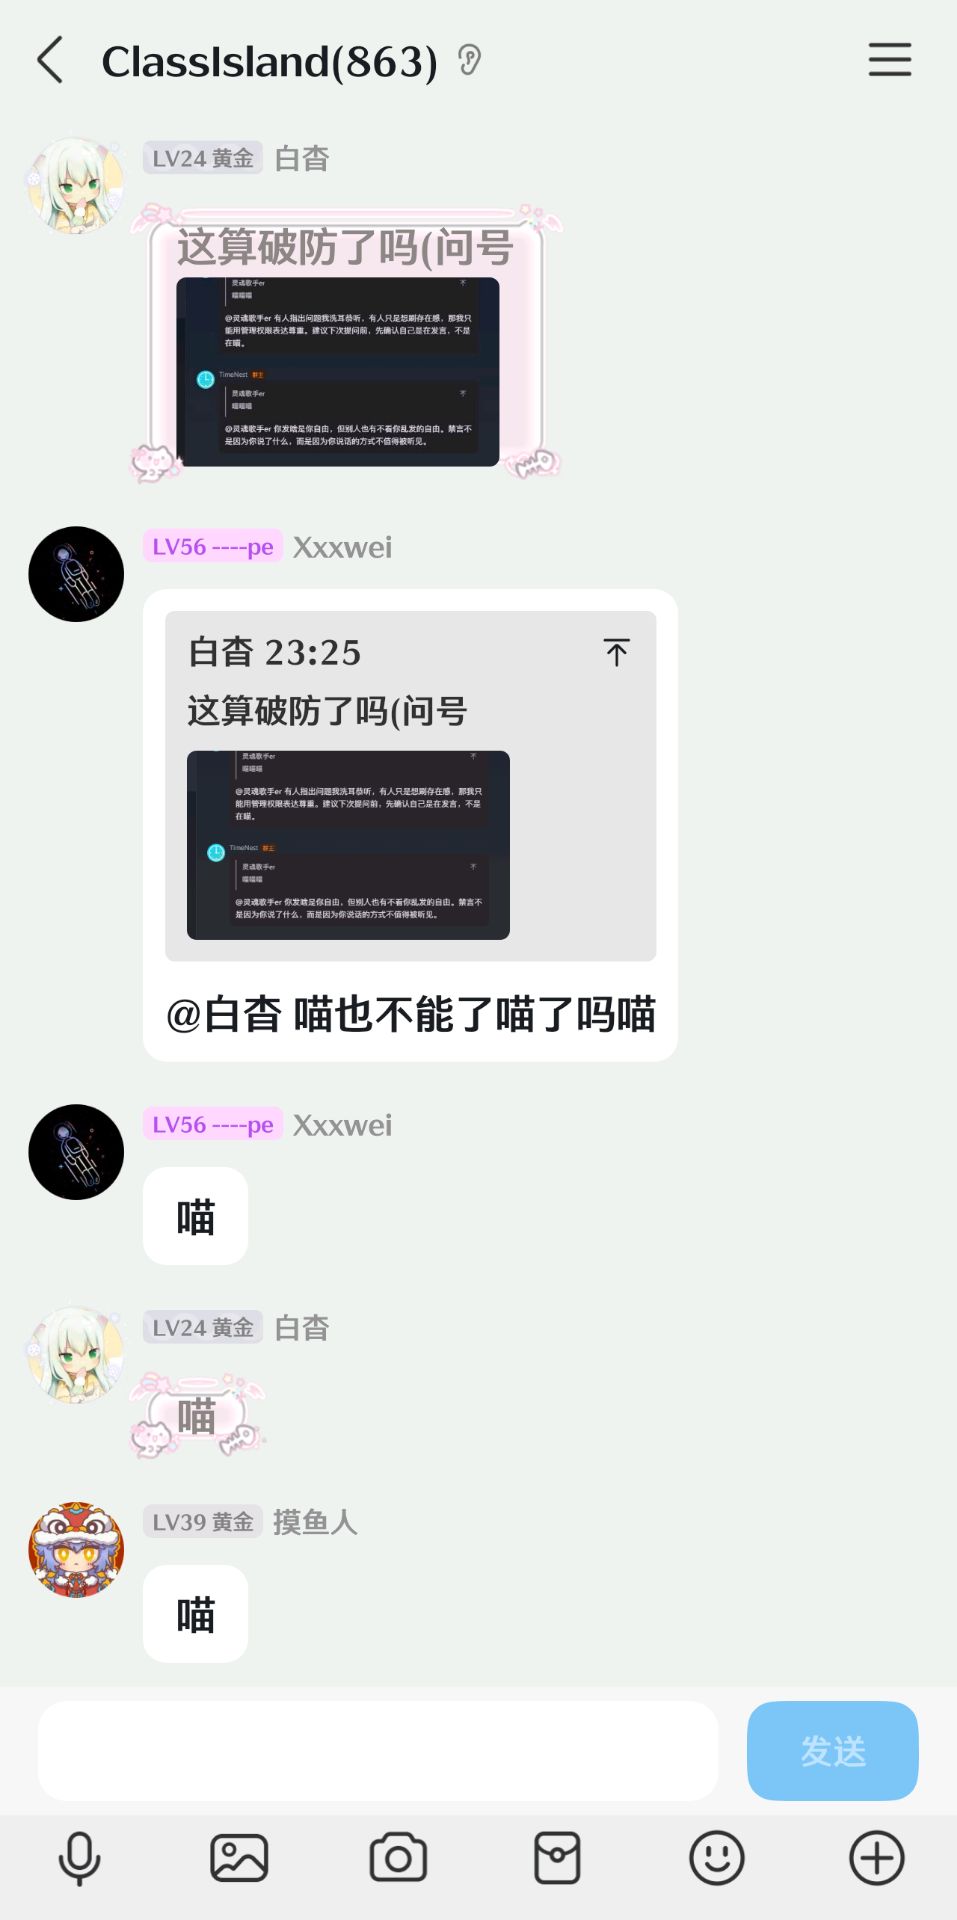 ClassIsland(863)
LV24 黄金 白杳
这算破防了吗(问号
灵魂歌手er
喵喵喵
@灵魂歌手er 有人指出问题我洗耳恭听，有人只是想刷存在感，那我只
能用管理权限表达尊重。建议下次提问前，先确认自己是在发言，不是
在喵。
TimeNest 群主
灵魂歌手er
喵喵喵
@灵魂歌手er 你发啥是你自由，但别人也有不看你乱发的自由。禁言不
是因为你说了什么，而是因为你说话的方式不值得被听见。
LV56 ----pe Xxxwei
白杳 23:25
这算破防了吗(问号
灵魂歌手er
喵喵喵
@灵魂歌手er 有人指出问题我洗耳恭听，有人只是想刷存在感，那我只
能用管理权限表达尊重。建议下次提问前，先确认自己是在发言，不是
在喵。
TimeNest 群主
灵魂歌手er
喵喵喵
@灵魂歌手er 你发啥是你自由，但别人也有不看你乱发的自由。禁言不
是因为你说了什么，而是因为你说话的方式不值得被听见。
@白杳 喵也不能了喵了吗喵
LV56 ----pe Xxxwei
喵
LV24 黄金 白杳
喵
LV39 黄金 摸鱼人
喵
发送